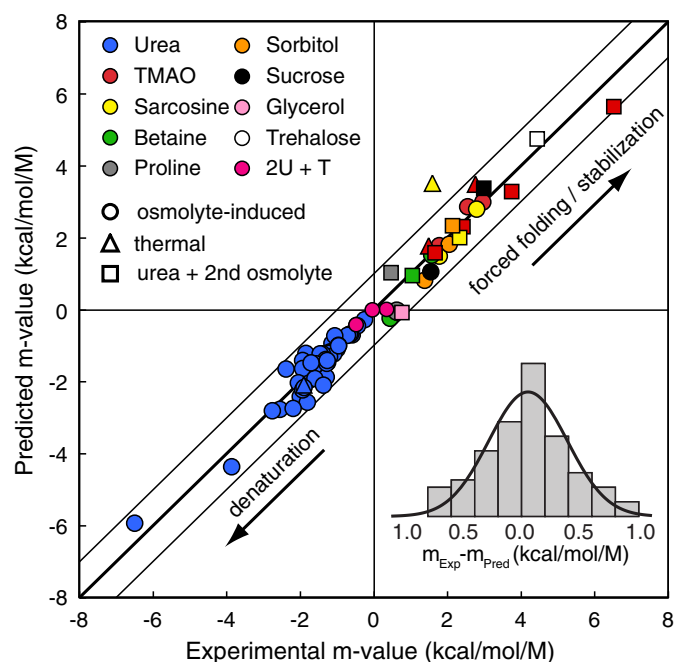 8
6
4
2
0
-2
-4
-6
-8
Predicted m-value (kcal/mol/M)
Urea
TMAO
Sarcosine
Betaine
Proline
Sorbitol
Sucrose
Glycerol
Trehalose
2U + T
osmolyte-induced
thermal
urea + 2nd osmolyte
forced folding / stabilization
denaturation
1.0 0.5 0.0 0.5 1.0
mExp-mPred (kcal/mol/M)
-8 -6 -4 -2 0 2 4 6 8
Experimental m-value (kcal/mol/M)